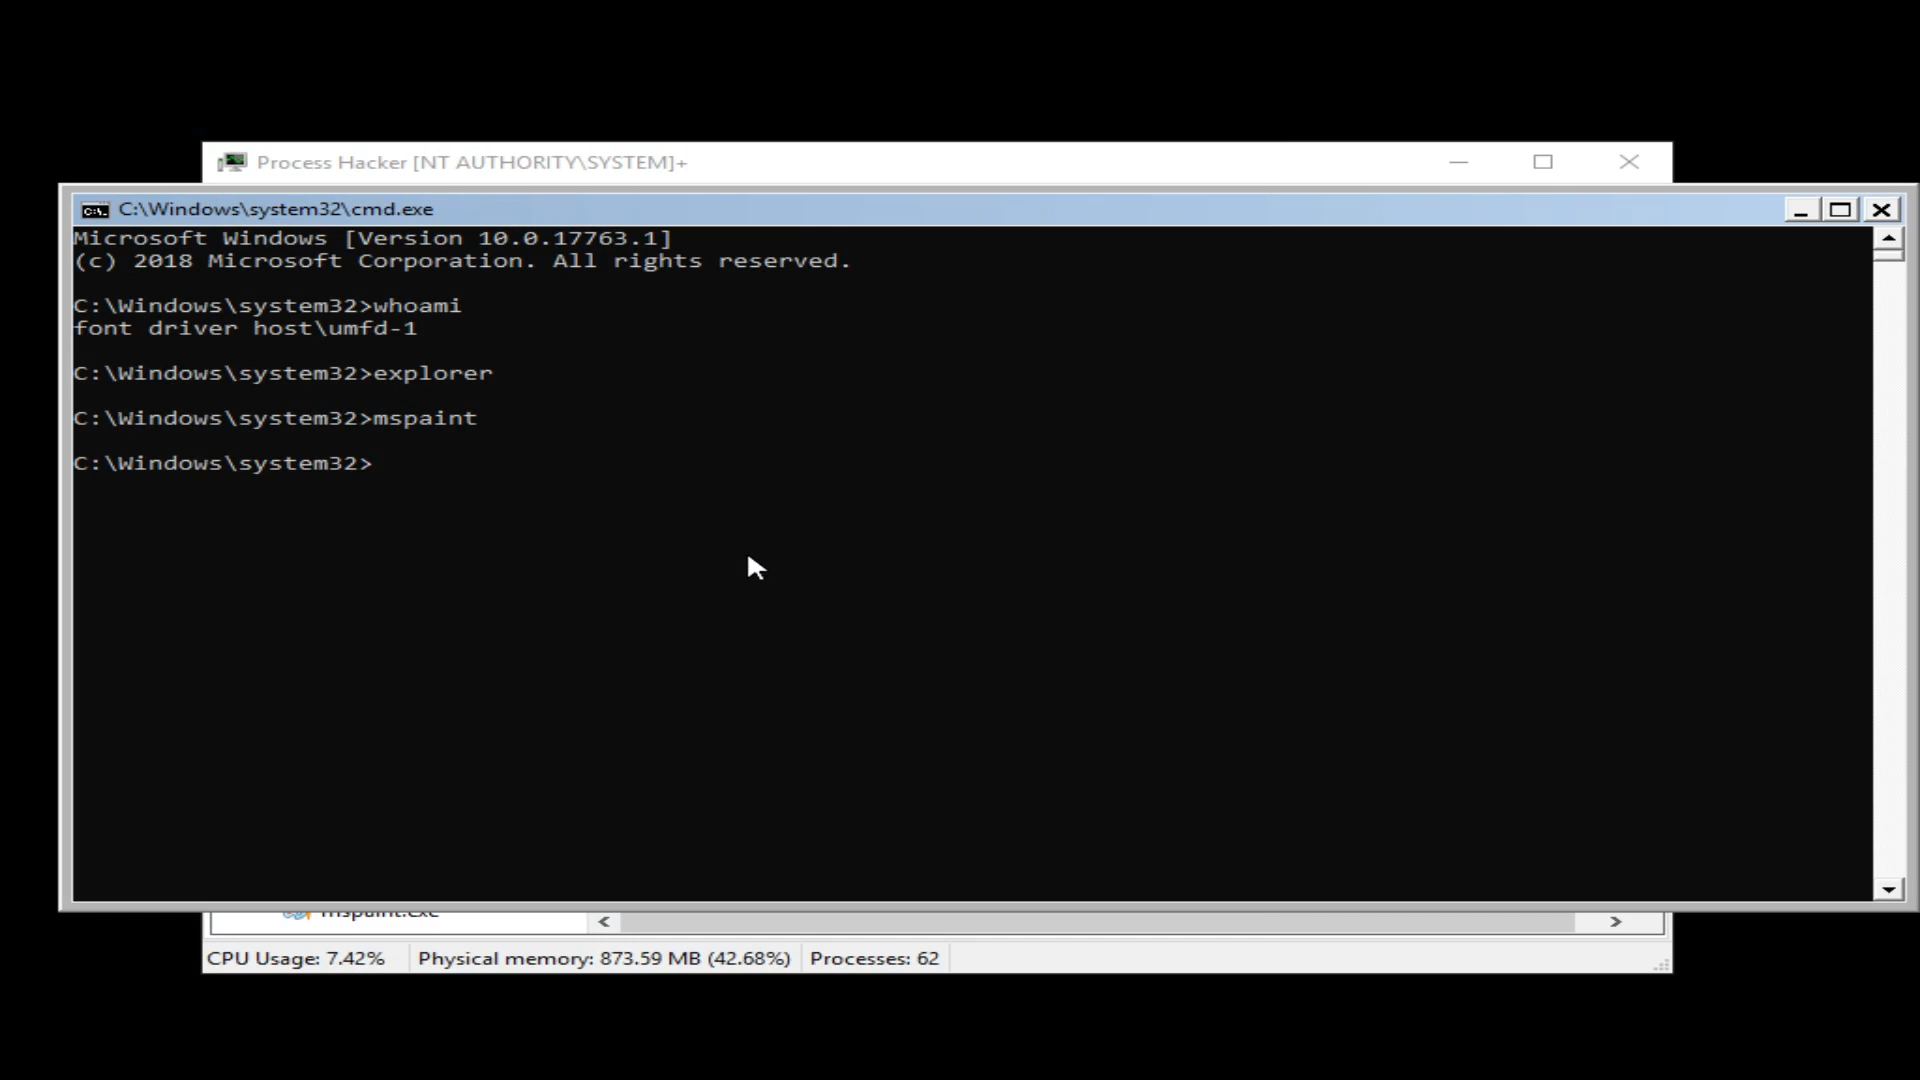 Process Hacker [NT AUTHORITY\SYSTEM]+
C:\Windows\system32\cmd.exe
Microsoft Windows [Version 10.0.17763.1]
(c) 2018 Microsoft Corporation. All rights reserved.
C:\Windows\system32>whoami
font driver host\umfd-1
C:\Windows\system32>explorer
C:\Windows\system32>mspaint
C:\Windows\system32>
mspaint.exe
CPU Usage: 7.42% Physical memory: 873.59 MB (42.68%) Processes: 62